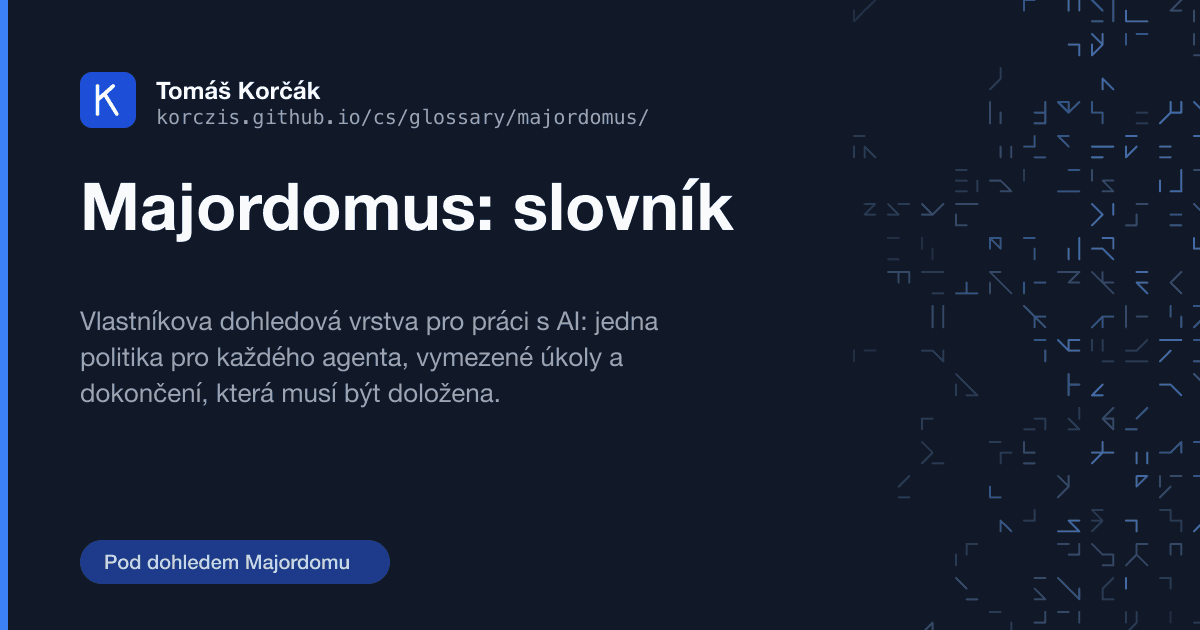 K
Tomáš Korčák
korczis.github.io/cs/glossary/majordomus/
Majordomus: slovník
Vlastníkova dohledová vrstva pro práci s AI: jedna
politika pro každého agenta, vymezené úkoly a
dokončení, která musí být doložena.
Pod dohledem Majordomu